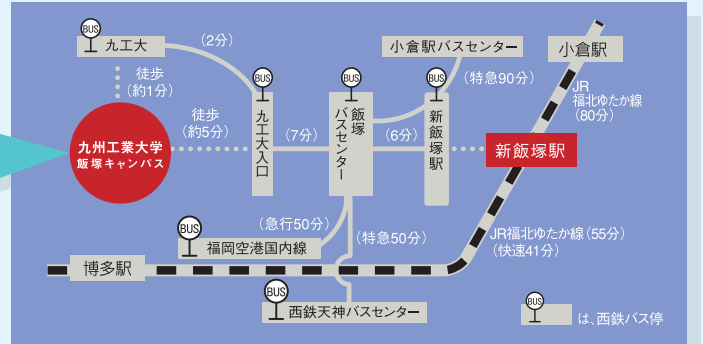 BUS
九工大
(2分)
徒歩
(約1分)
九州工業大学
飯塚キャンパス
徒歩
(約5分)
BUS
九工大入口
(7分)
BUS
飯塚
バスセンター
(6分)
BUS
新飯塚駅
小倉駅バスセンター
(特急90分)
小倉駅
JR
福北ゆたか線
(80分)
新飯塚駅
(急行50分)
BUS
福岡空港国内線
(特急50分)
JR福北ゆたか線(55分)
(快速41分)
博多駅
BUS
西鉄天神バスセンター
BUS
は、西鉄バス停